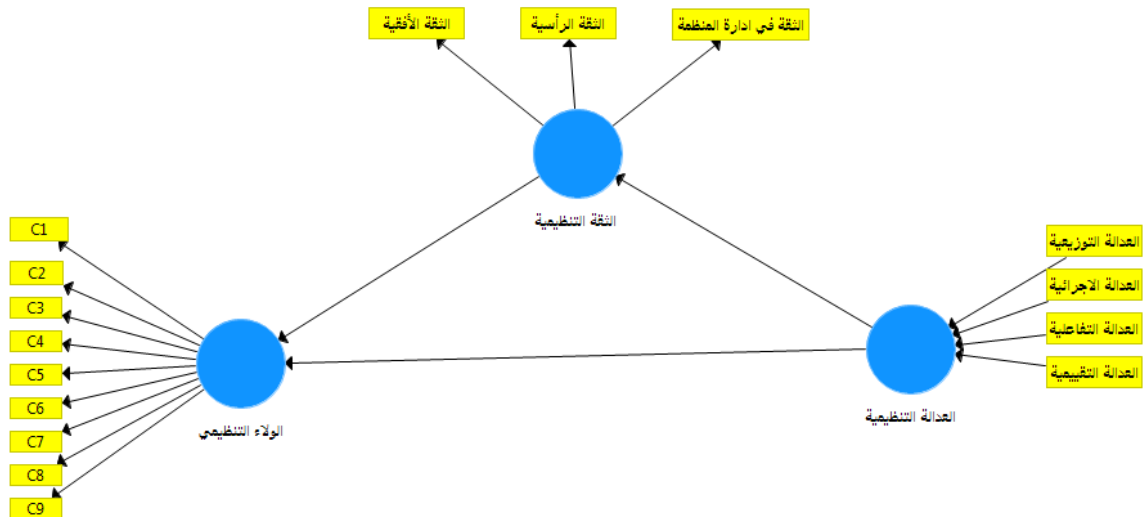 الثقة في ادارة المنظمة
الثقة الرأسية
الثقة الأفقية
الثقة التنظيمية
العدالة التوزيعية
العدالة الاجرائية
العدالة التفاعلية
العدالة التقييمية
العدالة التنظيمية
C1
C2
C3
C4
C5
C6
C7
C8
C9
الولاء التنظيمي